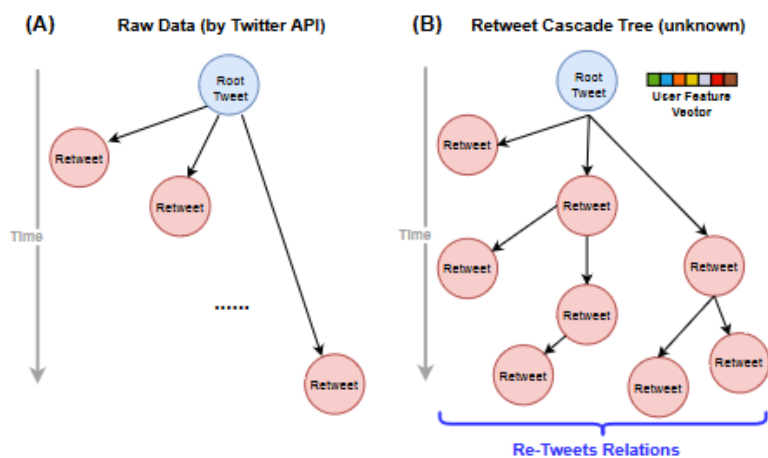 (A) Raw Data (by Twitter API)
Root
Tweet
Retweet
Retweet
Time
......
Retweet
(B) Retweet Cascade Tree (unknown)
Root
Tweet
User Feature
Vector
Retweet
Retweet
Time
Retweet
Retweet
Retweet
Retweet
Retweet
Retweet
Re-Tweets Relations